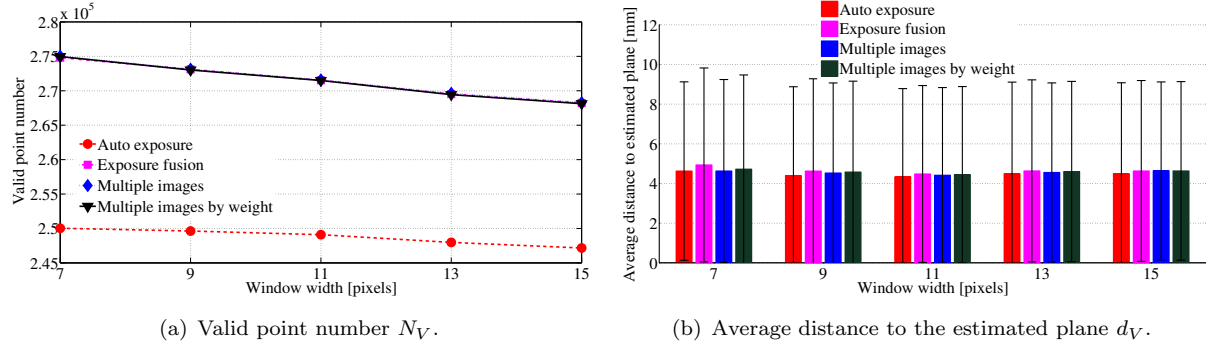 2.8 x 10⁵
2.75
2.7
2.65
2.6
2.55
2.5
2.45
Valid point number
Auto exposure
Exposure fusion
Multiple images
Multiple images by weight
7 9 11 13 15
Window width [pixels]
(a) Valid point number N_V.
12
10
8
6
4
2
0
Average distance to estimated plane [mm]
Auto exposure
Exposure fusion
Multiple images
Multiple images by weight
7 9 11 13 15
Window width [pixels]
(b) Average distance to the estimated plane d_V.